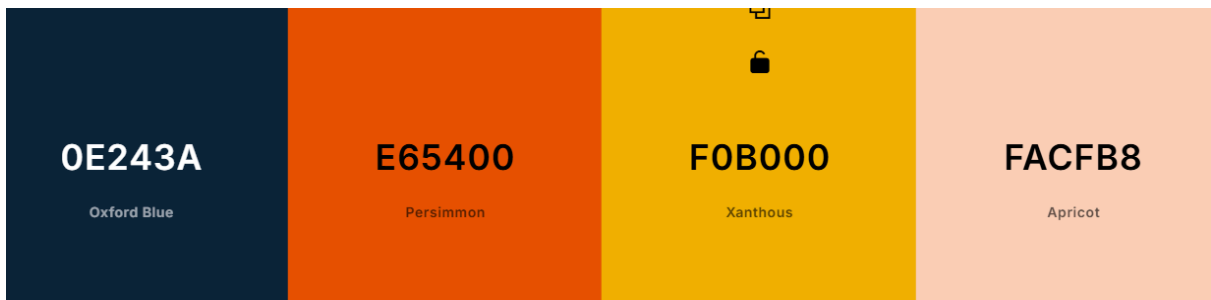 0E243A
Oxford Blue
E65400
Persimmon
F0B000
Xanthous
FACFB8
Apricot